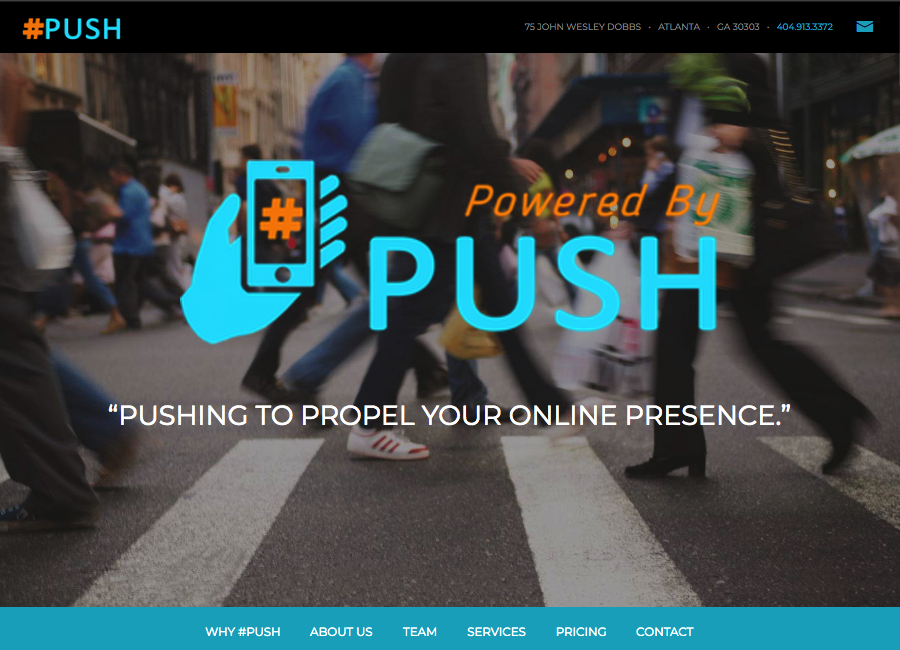 #PUSH
75 JOHN WESLEY DOBBS · ATLANTA · GA 30303 · 404.913.3372
#
Powered By
PUSH
“PUSHING TO PROPEL YOUR ONLINE PRESENCE.”
WHY #PUSH ABOUT US TEAM SERVICES PRICING CONTACT